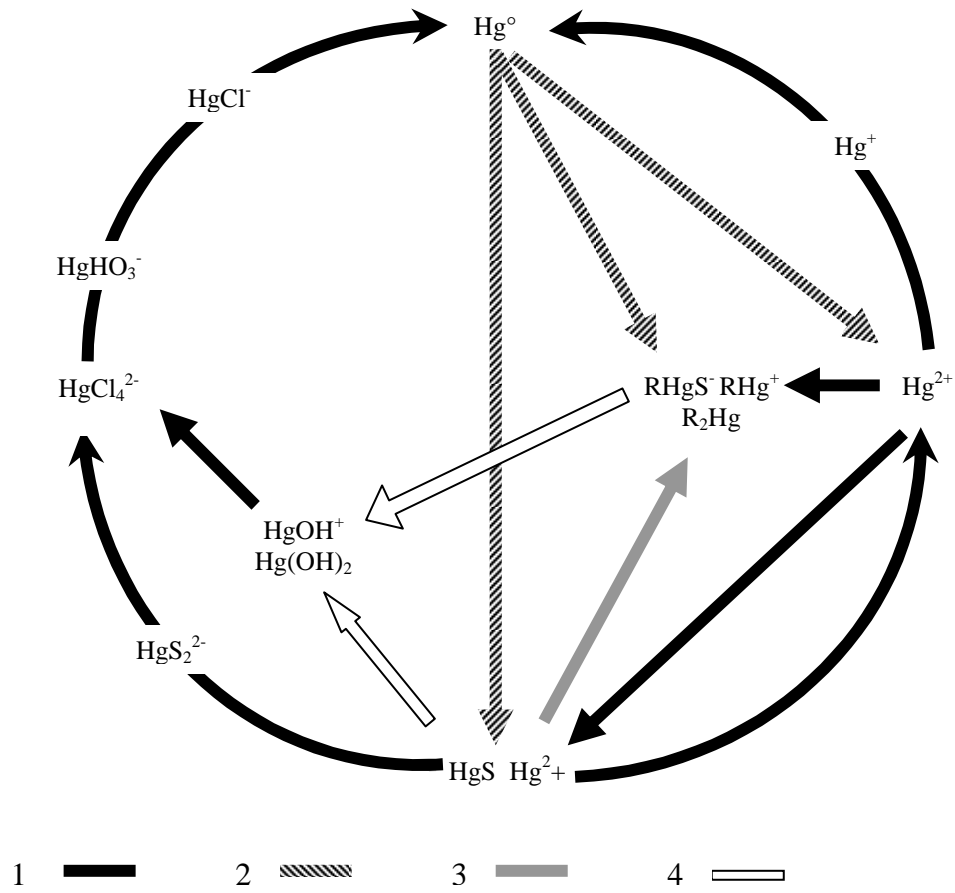 Hg°
HgCl⁻
Hg⁺
HgHO₃⁻
HgCl₄²⁻
RHgS⁻ RHg⁺
R₂Hg
Hg²⁺
HgOH⁺
Hg(OH)₂
HgS₂²⁻
HgS Hg²+
1 2 3 4